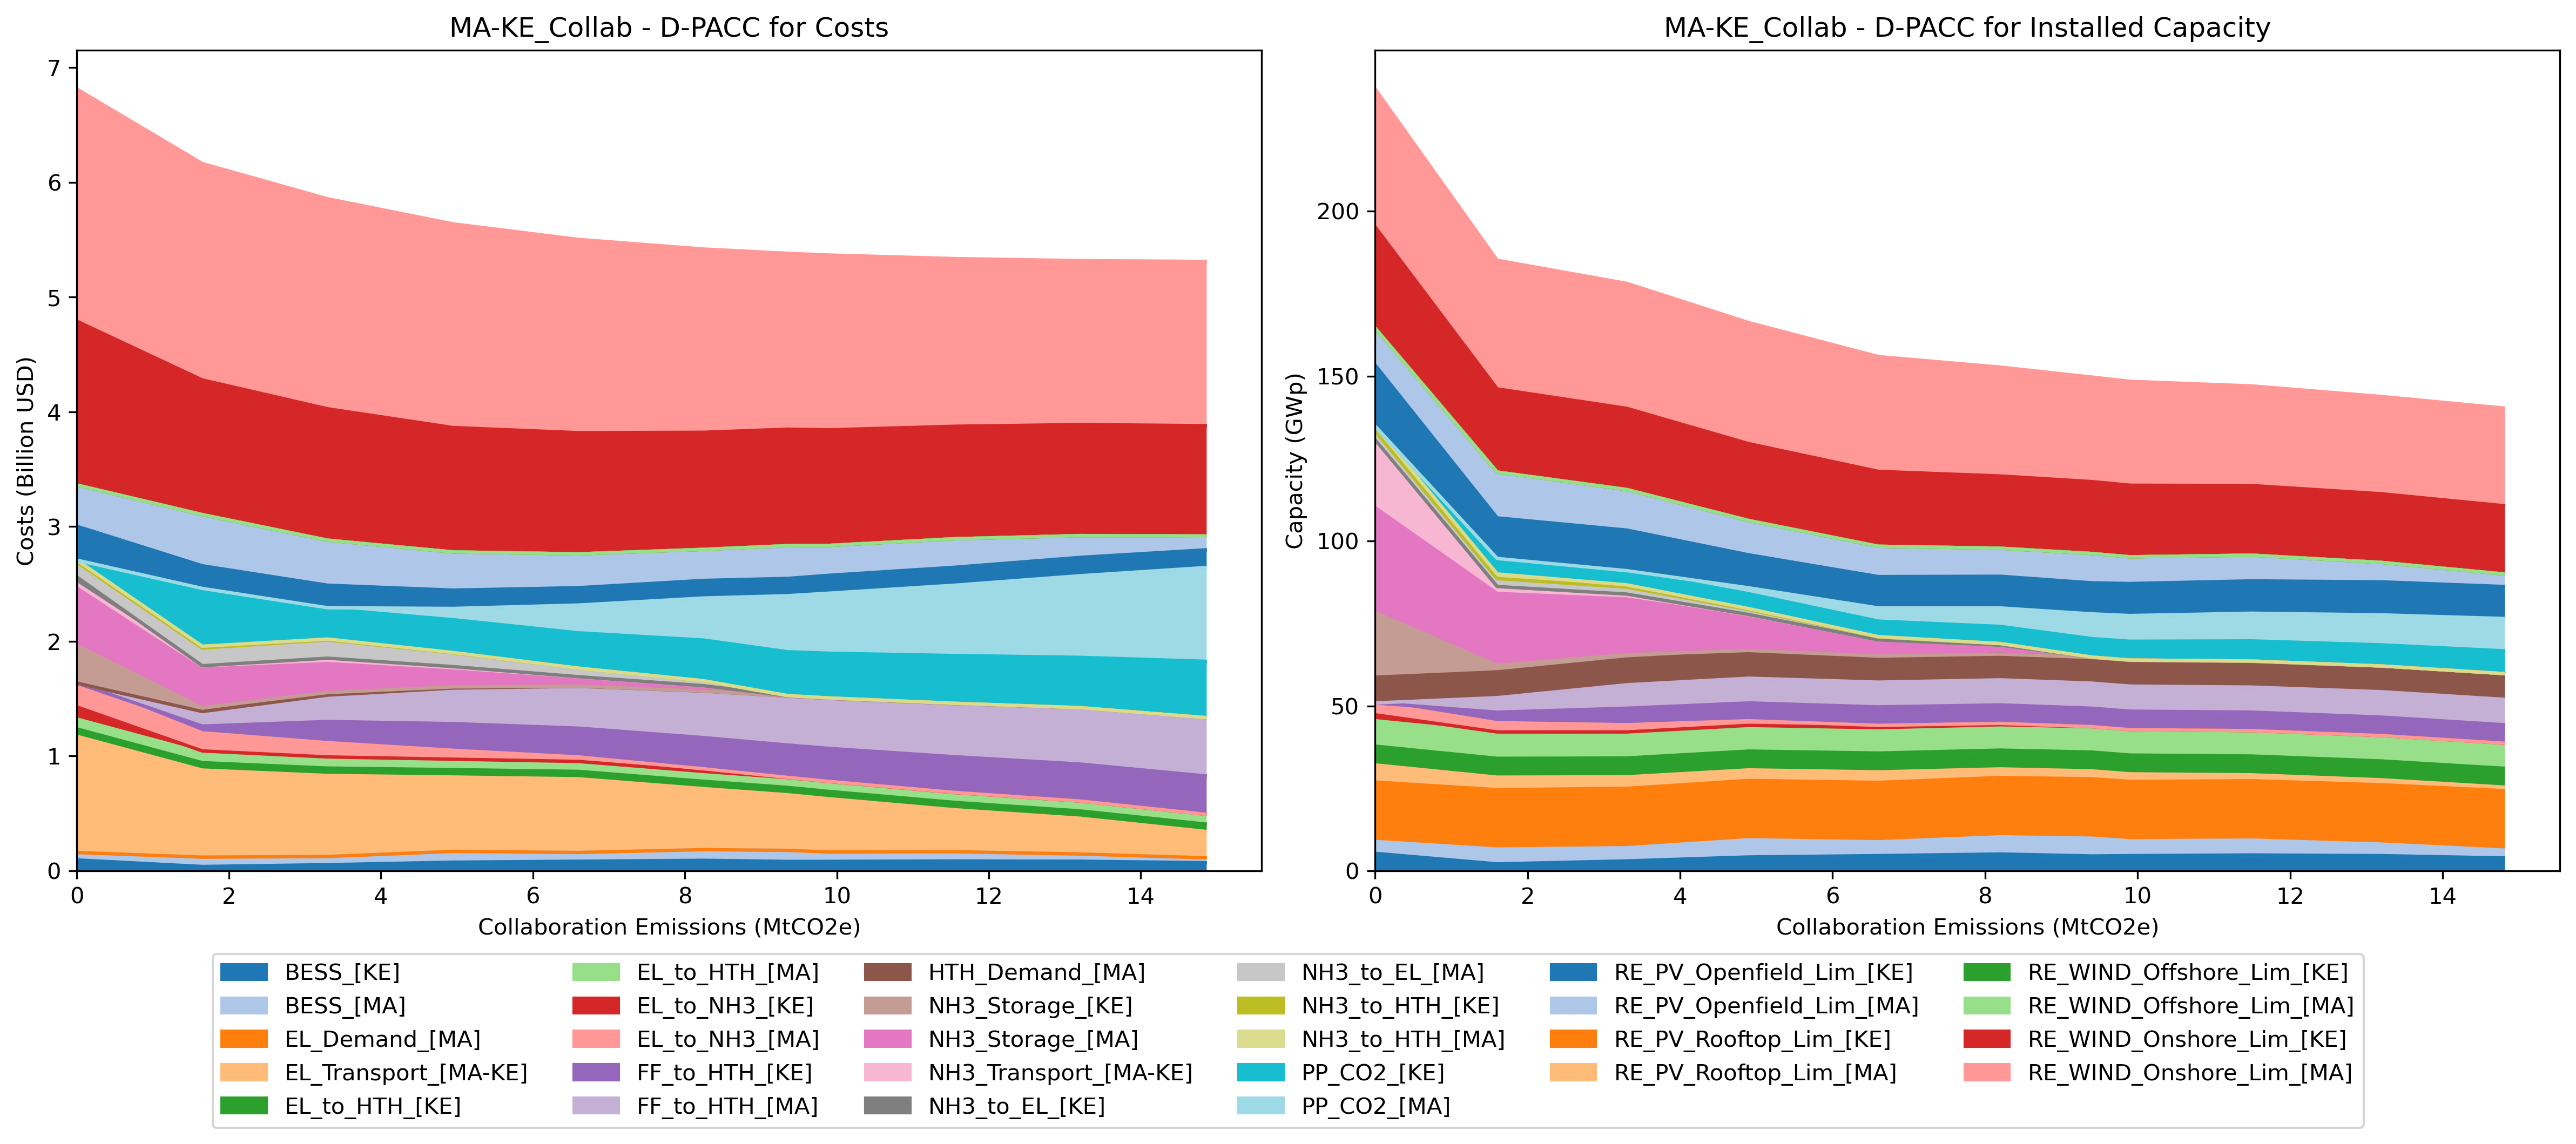 MA-KE_Collab - D-PACC for Costs
7
6
5
4
3
2
1
0
Costs (Billion USD)
0 2 4 6 8 10 12 14
Collaboration Emissions (MtCO2e)
MA-KE_Collab - D-PACC for Installed Capacity
200
150
100
50
0
Capacity (GWp)
0 2 4 6 8 10 12 14
Collaboration Emissions (MtCO2e)
BESS_[KE]
BESS_[MA]
EL_Demand_[MA]
EL_Transport_[MA-KE]
EL_to_HTH_[KE]
EL_to_HTH_[MA]
EL_to_NH3_[KE]
EL_to_NH3_[MA]
FF_to_HTH_[KE]
FF_to_HTH_[MA]
HTH_Demand_[MA]
NH3_Storage_[KE]
NH3_Storage_[MA]
NH3_Transport_[MA-KE]
NH3_to_EL_[KE]
NH3_to_EL_[MA]
NH3_to_HTH_[KE]
NH3_to_HTH_[MA]
PP_CO2_[KE]
PP_CO2_[MA]
RE_PV_Openfield_Lim_[KE]
RE_PV_Openfield_Lim_[MA]
RE_PV_Rooftop_Lim_[KE]
RE_PV_Rooftop_Lim_[MA]
RE_WIND_Offshore_Lim_[KE]
RE_WIND_Offshore_Lim_[MA]
RE_WIND_Onshore_Lim_[KE]
RE_WIND_Onshore_Lim_[MA]